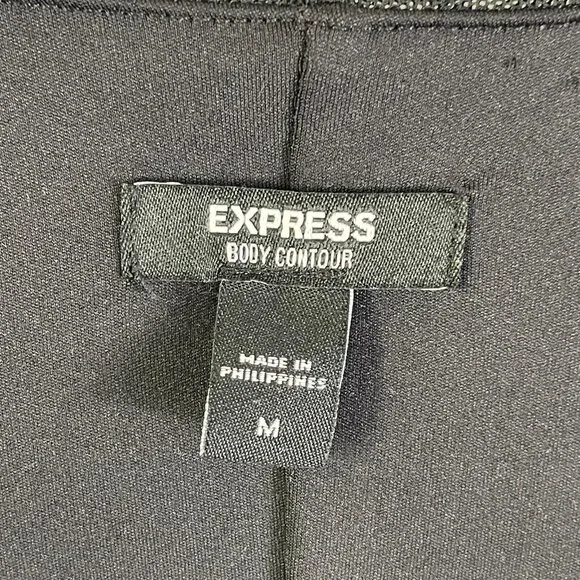 EXPRESS
BODY CONTOUR
MADE IN
PHILIPPINES
M